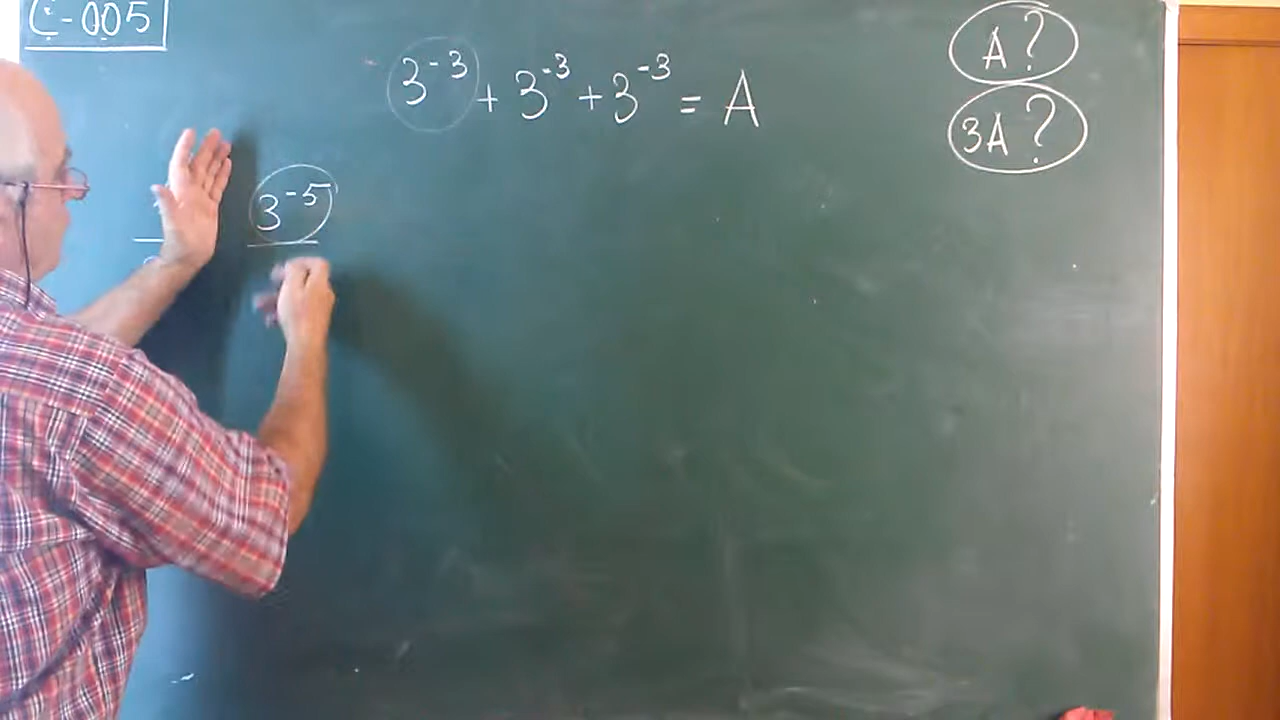 C-005
3⁻³ + 3⁻³ + 3⁻³ = A
A?
3A?
3⁻⁵